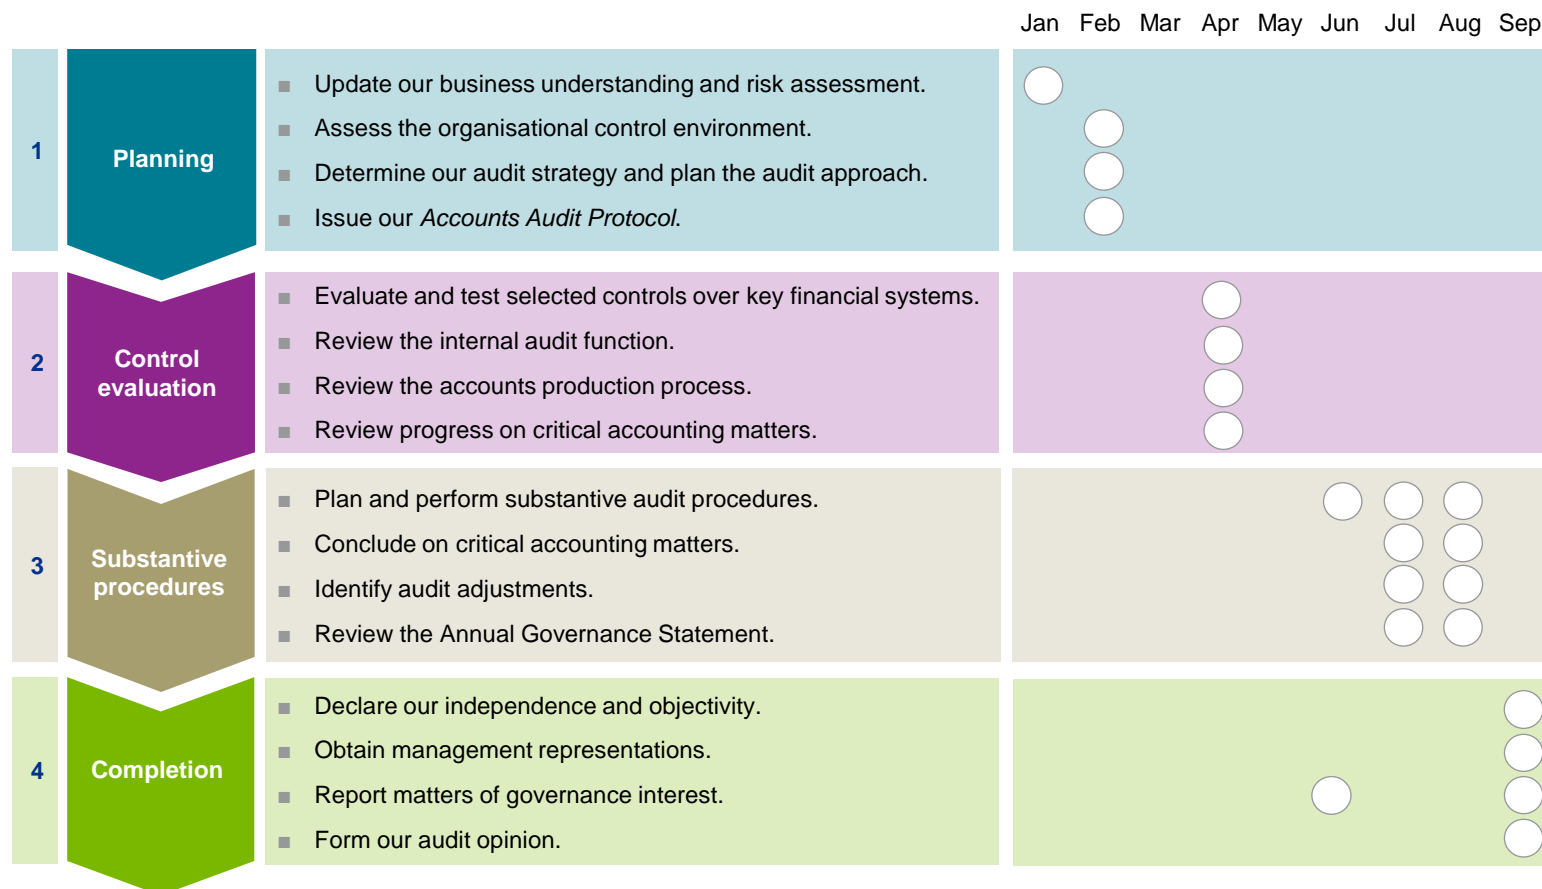 Jan Feb Mar Apr May Jun Jul Aug Sep
1
Planning
■ Update our business understanding and risk assessment.
■ Assess the organisational control environment.
■ Determine our audit strategy and plan the audit approach.
■ Issue our Accounts Audit Protocol.
2
Control
evaluation
■ Evaluate and test selected controls over key financial systems.
■ Review the internal audit function.
■ Review the accounts production process.
■ Review progress on critical accounting matters.
3
Substantive
procedures
■ Plan and perform substantive audit procedures.
■ Conclude on critical accounting matters.
■ Identify audit adjustments.
■ Review the Annual Governance Statement.
4
Completion
■ Declare our independence and objectivity.
■ Obtain management representations.
■ Report matters of governance interest.
■ Form our audit opinion.